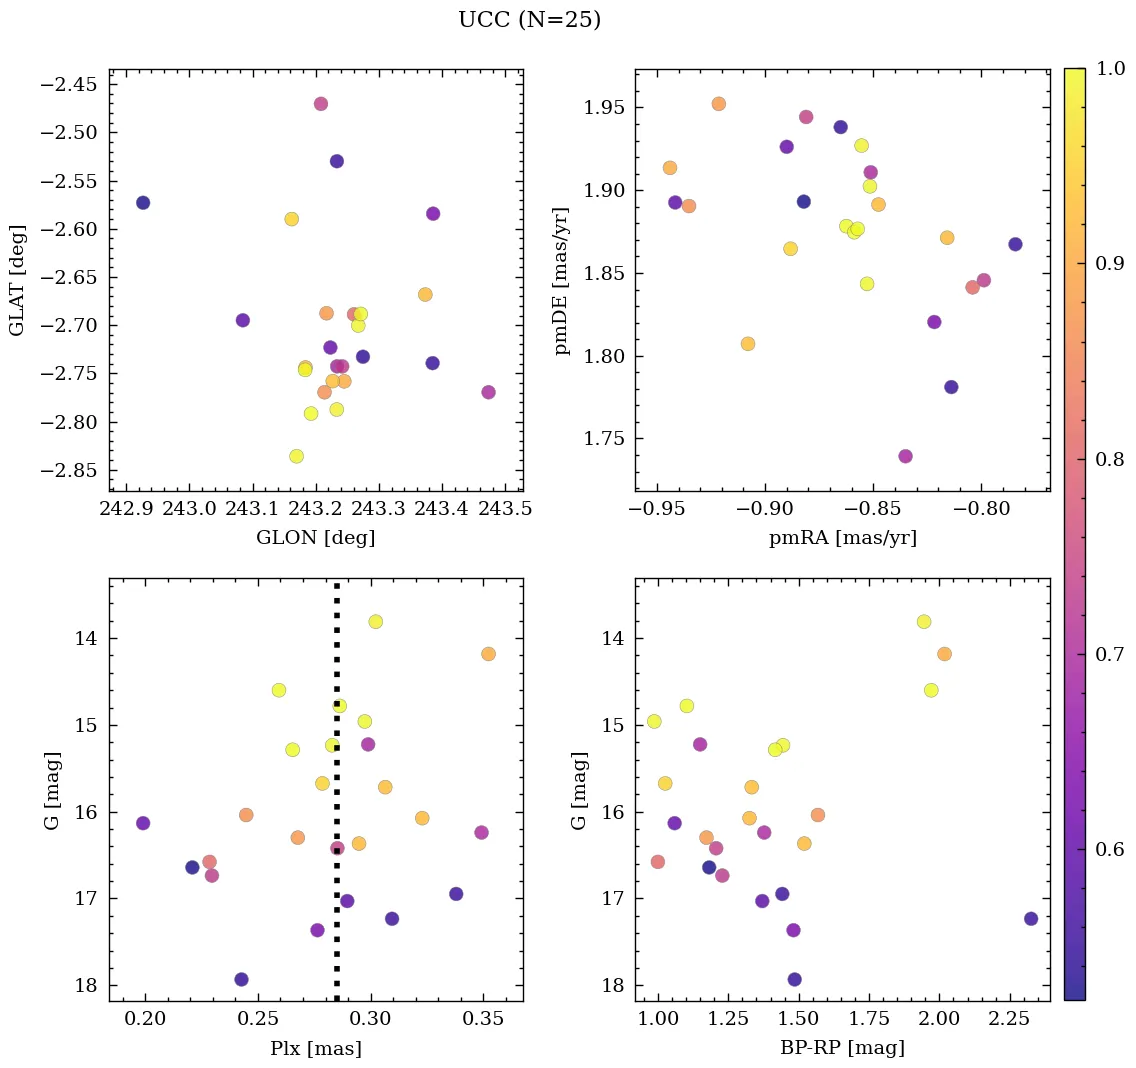 UCC (N=25)
−2.45
−2.50
−2.55
−2.60
−2.65
−2.70
−2.75
−2.80
−2.85
GLAT [deg]
242.9 243.0 243.1 243.2 243.3 243.4 243.5
GLON [deg]
1.95
1.90
1.85
1.80
1.75
pmDE [mas/yr]
−0.95 −0.90 −0.85 −0.80
pmRA [mas/yr]
14
15
16
17
18
G [mag]
0.20 0.25 0.30 0.35
Plx [mas]
14
15
16
17
18
G [mag]
1.00 1.25 1.50 1.75 2.00 2.25
BP-RP [mag]
1.0
0.9
0.8
0.7
0.6